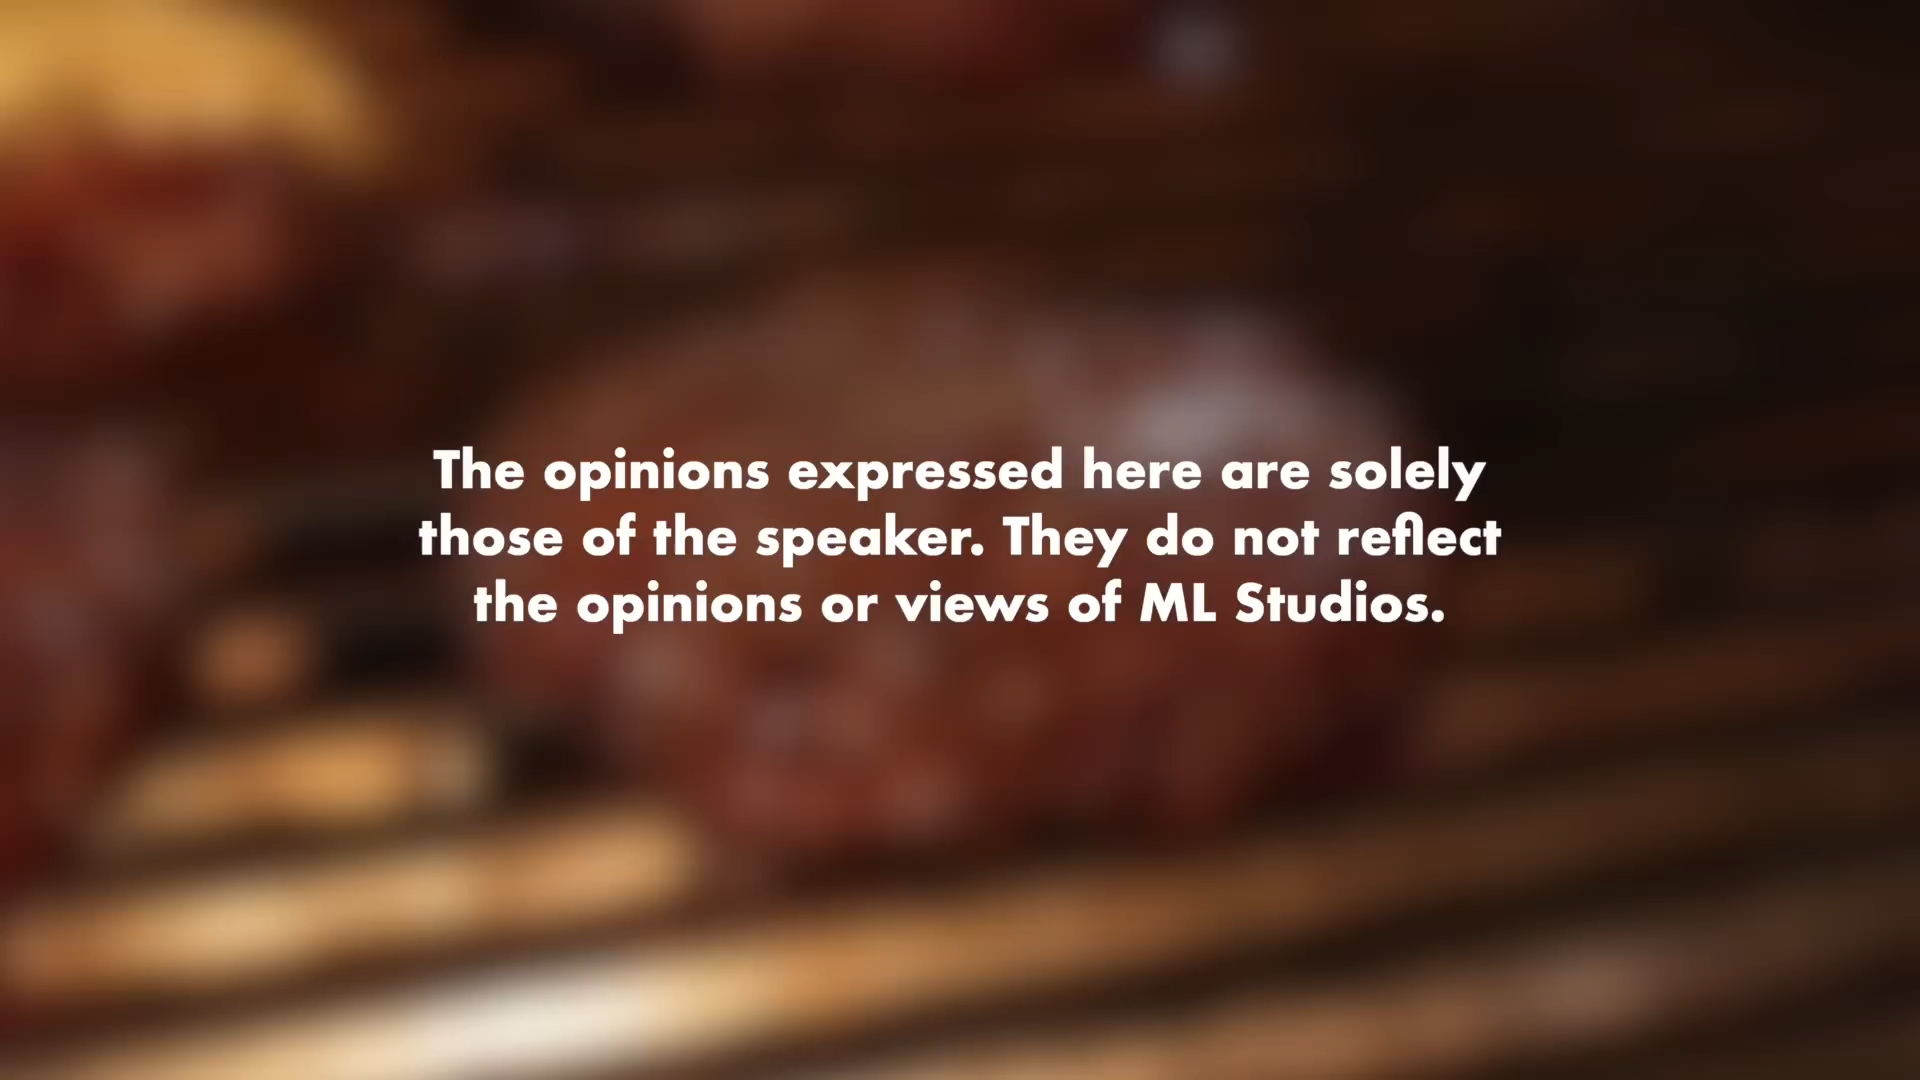 The opinions expressed here are solely
those of the speaker. They do not reflect
the opinions or views of ML Studios.